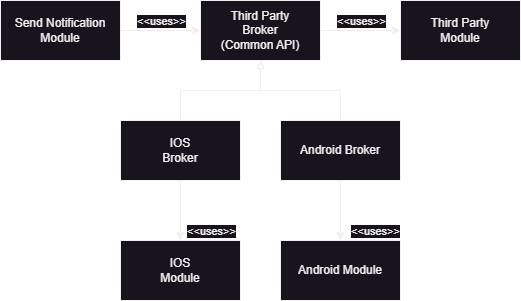 Send Notification
Module
<<uses>>
Third Party
Broker
(Common API)
<<uses>>
Third Party
Module
IOS
Broker
Android Broker
<<uses>>
<<uses>>
IOS
Module
Android Module